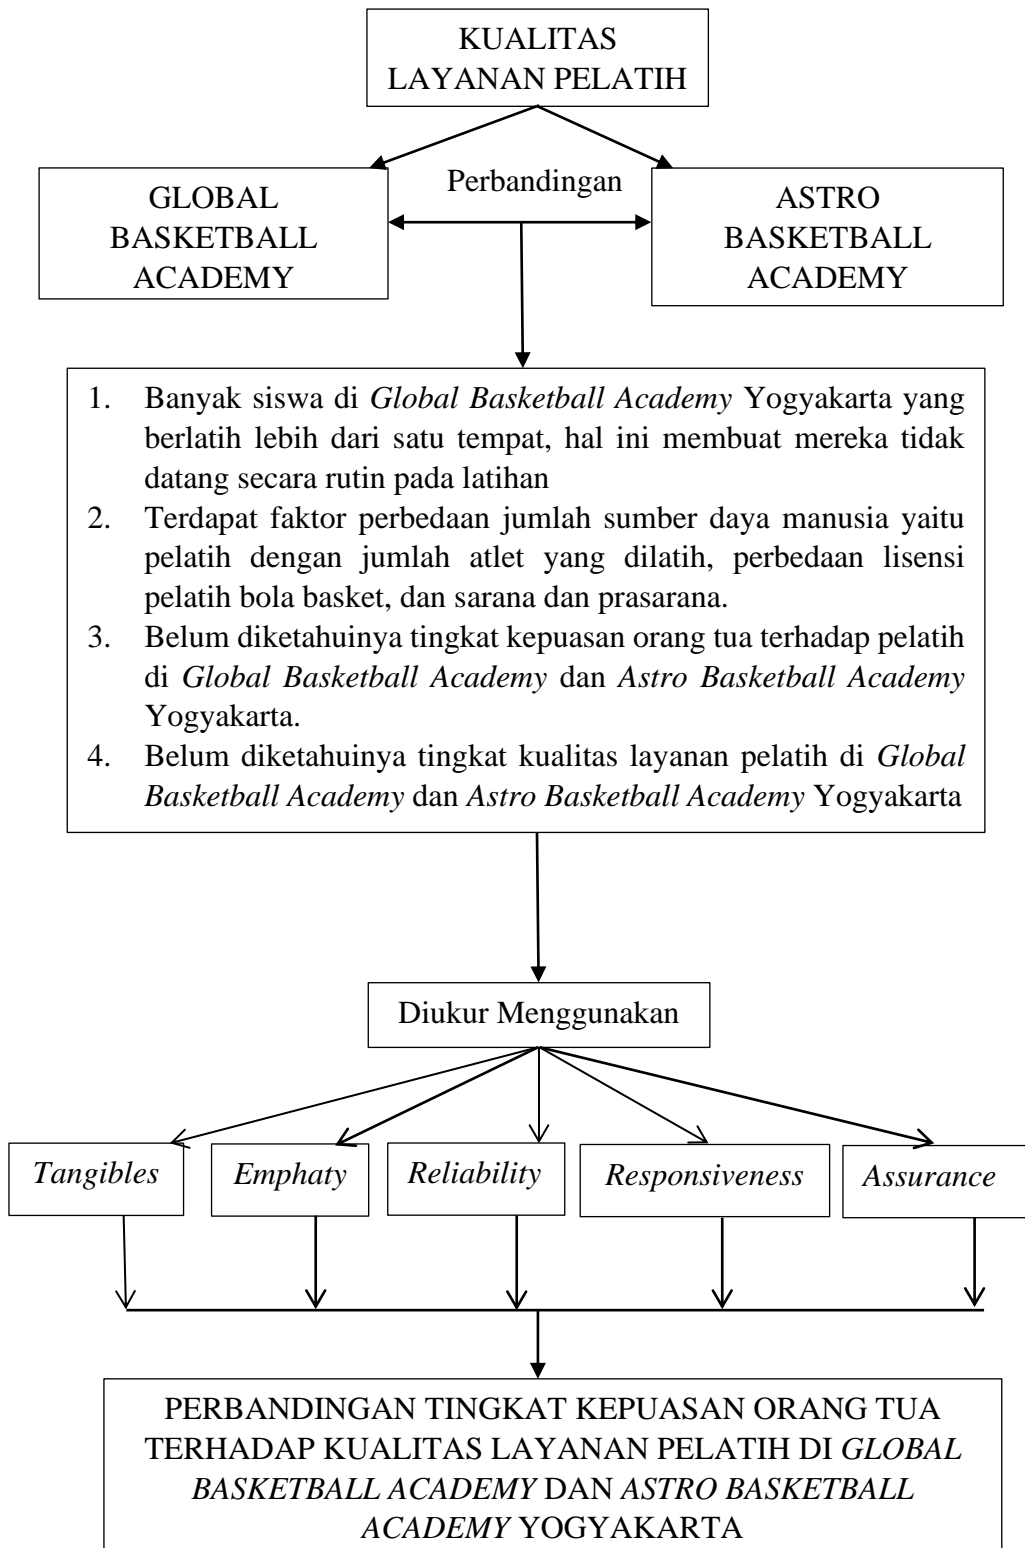 KUALITAS
LAYANAN PELATIH
GLOBAL
BASKETBALL
ACADEMY
Perbandingan
ASTRO
BASKETBALL
ACADEMY
1. Banyak siswa di Global Basketball Academy Yogyakarta yang
berlatih lebih dari satu tempat, hal ini membuat mereka tidak
datang secara rutin pada latihan
2. Terdapat faktor perbedaan jumlah sumber daya manusia yaitu
pelatih dengan jumlah atlet yang dilatih, perbedaan lisensi
pelatih bola basket, dan sarana dan prasarana.
3. Belum diketahuinya tingkat kepuasan orang tua terhadap pelatih
di Global Basketball Academy dan Astro Basketball Academy
Yogyakarta.
4. Belum diketahuinya tingkat kualitas layanan pelatih di Global
Basketball Academy dan Astro Basketball Academy Yogyakarta
Diukur Menggunakan
Tangibles
Emphaty
Reliability
Responsiveness
Assurance
PERBANDINGAN TINGKAT KEPUASAN ORANG TUA
TERHADAP KUALITAS LAYANAN PELATIH DI GLOBAL
BASKETBALL ACADEMY DAN ASTRO BASKETBALL
ACADEMY YOGYAKARTA